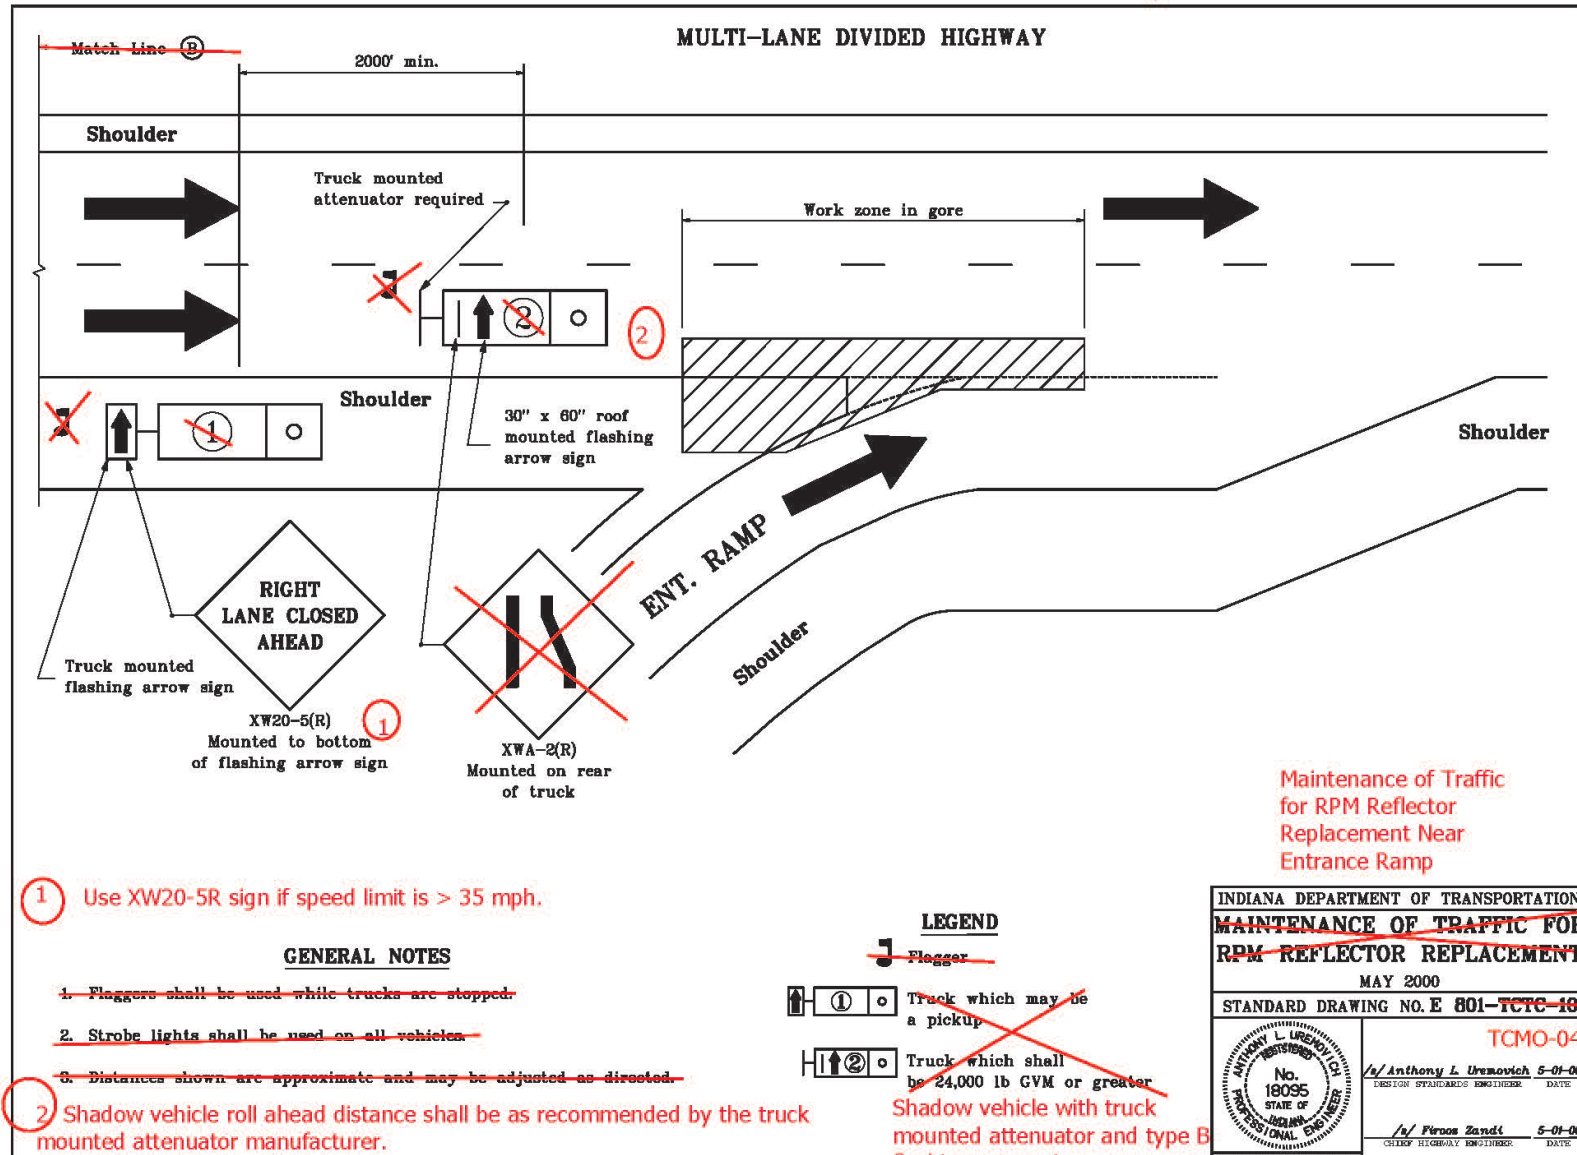 MULTI-LANE DIVIDED HIGHWAY
Match Line B
2000' min.
Shoulder
Truck mounted
attenuator required
Work zone in gore
2
2
Shoulder
1
30" x 60" roof
mounted flashing
arrow sign
Shoulder
ENT. RAMP
Shoulder
RIGHT
LANE CLOSED
AHEAD
Truck mounted
flashing arrow sign
XW20-5(R)
1
Mounted to bottom
of flashing arrow sign
XWA-2(R)
Mounted on rear
of truck
Maintenance of Traffic
for RPM Reflector
Replacement Near
Entrance Ramp
1 Use XW20-5R sign if speed limit is > 35 mph.
GENERAL NOTES
1. Flaggers shall be used while trucks are stopped.
2. Strobe lights shall be used on all vehicles.
3. Distances shown are approximate and may be adjusted as directed.
2 Shadow vehicle roll ahead distance shall be as recommended by the truck
mounted attenuator manufacturer.
LEGEND
Flagger
1 Truck which may be
a pickup
2 Truck which shall
be 24,000 lb GVM or greater
Shadow vehicle with truck
mounted attenuator and type B
INDIANA DEPARTMENT OF TRANSPORTATION
MAINTENANCE OF TRAFFIC FOR
RPM REFLECTOR REPLACEMENT
MAY 2000
STANDARD DRAWING NO. E 801-TCTC-18
TCMO-04
ANTHONY L. UREMOVICH
REGISTERED
No.
18095
STATE OF
INDIANA
PROFESSIONAL ENGINEER
/s/ Anthony L. Uremovich 5-01-00
DESIGN STANDARDS ENGINEER DATE
/s/ Firooz Zandi 5-01-00
CHIEF HIGHWAY ENGINEER DATE